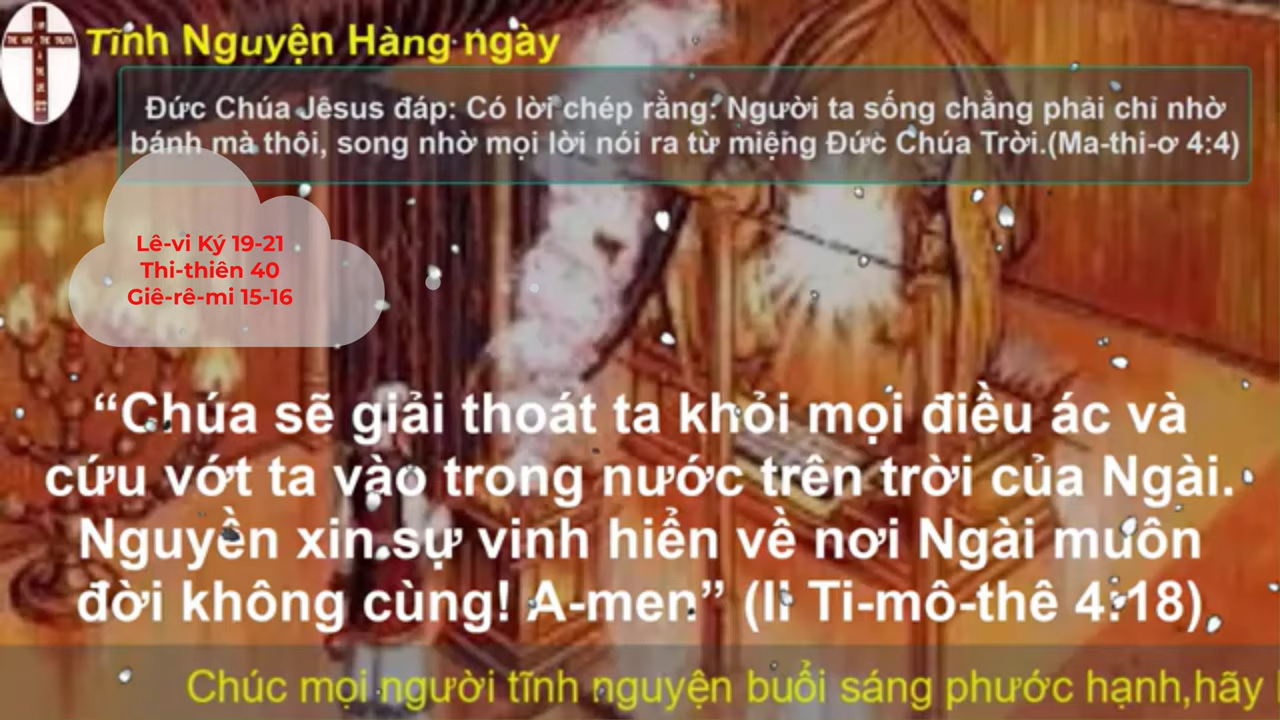 THE WAY THE TRUTH
Tĩnh Nguyện Hàng ngày
Đức Chúa Jêsus đáp: Có lời chép rằng: Người ta sống chẳng phải chỉ nhờ
bánh mà thôi, song nhờ mọi lời nói ra từ miệng Đức Chúa Trời.(Ma-thi-ơ 4:4)
Lê-vi Ký 19-21
Thi-thiên 40
Giê-rê-mi 15-16
“Chúa sẽ giải thoát ta khỏi mọi điều ác và
cứu vớt ta vào trong nước trên trời của Ngài.
Nguyền xin sự vinh hiển về nơi Ngài muôn
đời không cùng! A-men” (Ii Ti-mô-thê 4:18)
Chúc mọi người tĩnh nguyện buổi sáng phước hạnh,hãy